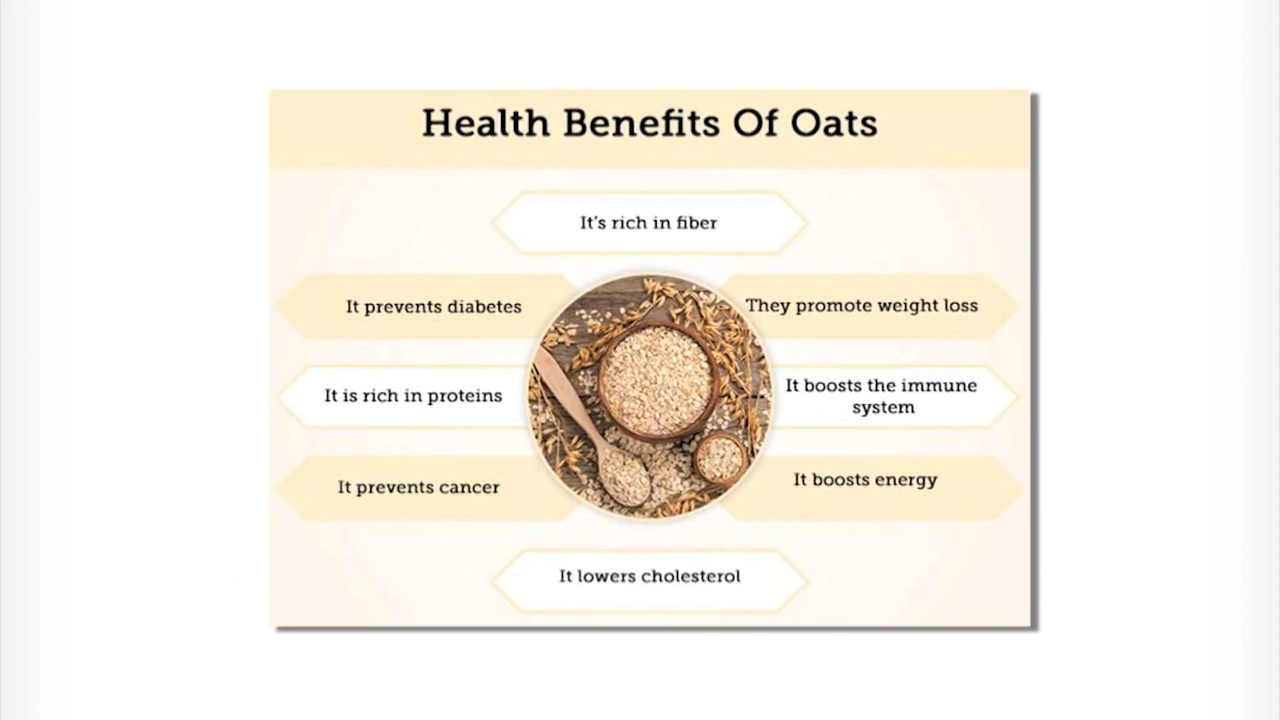 Health Benefits Of Oats
It's rich in fiber
It prevents diabetes
They promote weight loss
It is rich in proteins
It boosts the immune
system
It prevents cancer
It boosts energy
It lowers cholesterol